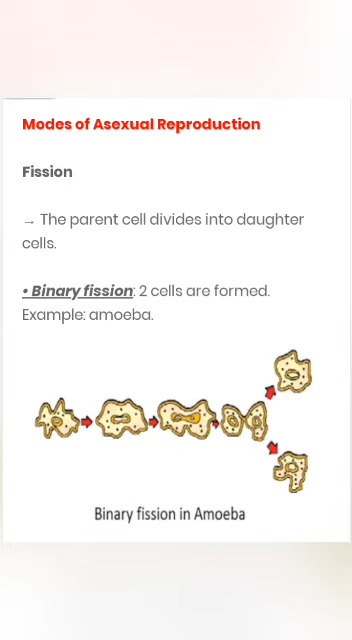 Modes of Asexual Reproduction
Fission
→ The parent cell divides into daughter
cells.
• Binary fission: 2 cells are formed.
Example: amoeba.
Binary fission in Amoeba